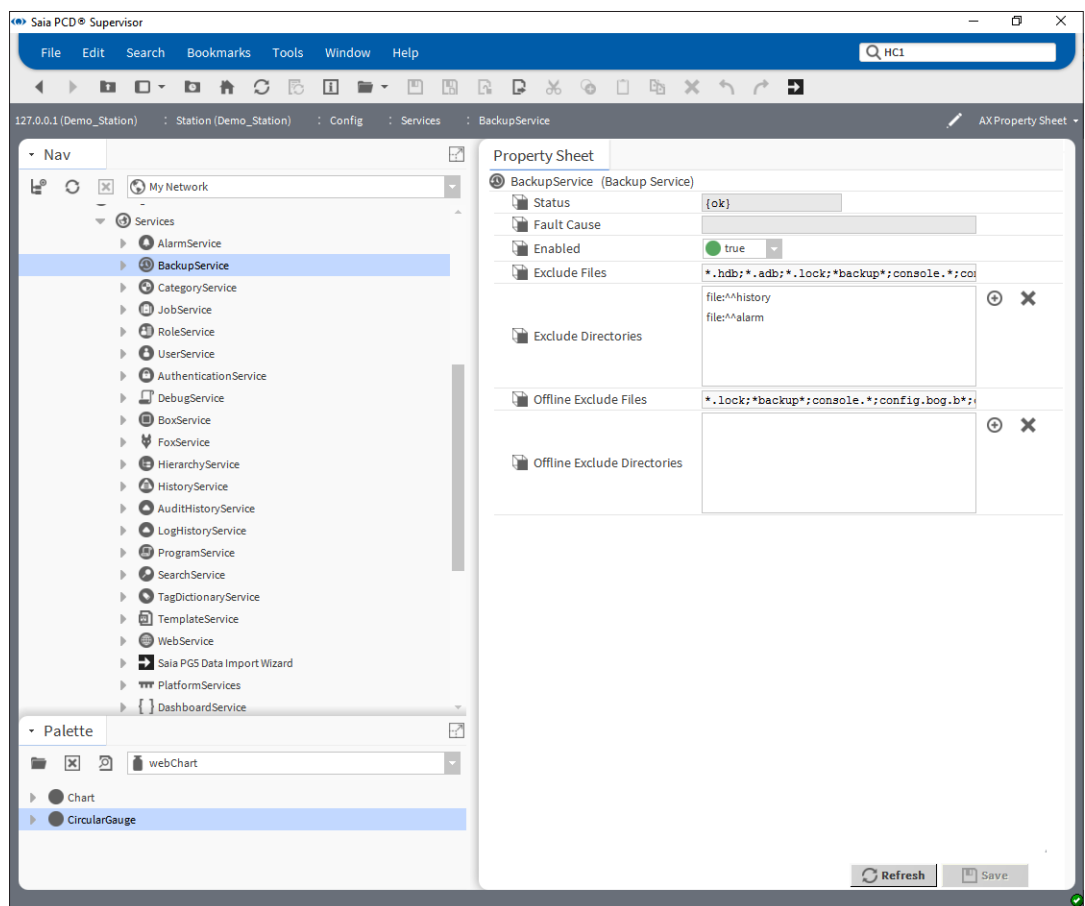 Saia PCD® Supervisor
File Edit Search Bookmarks Tools Window Help
HC1
127.0.0.1 (Demo_Station) : Station (Demo_Station) : Config : Services : BackupService
AX Property Sheet
Nav
My Network
Services
AlarmService
BackupService
CategoryService
JobService
RoleService
UserService
AuthenticationService
DebugService
BoxService
FoxService
HierarchyService
HistoryService
AuditHistoryService
LogHistoryService
ProgramService
SearchService
TagDictionaryService
TemplateService
WebService
Saia PG5 Data Import Wizard
PlatformServices
DashboardService
Palette
webChart
Chart
CircularGauge
Property Sheet
BackupService (Backup Service)
Status {ok}
Fault Cause
Enabled true
Exclude Files *.hdb;*.adb;*.lock;*backup*;console.*;co
file:^^history
file:^^alarm
Exclude Directories
Offline Exclude Files *.lock;*backup*;console.*;config.bog.b*;
Offline Exclude Directories
Refresh Save